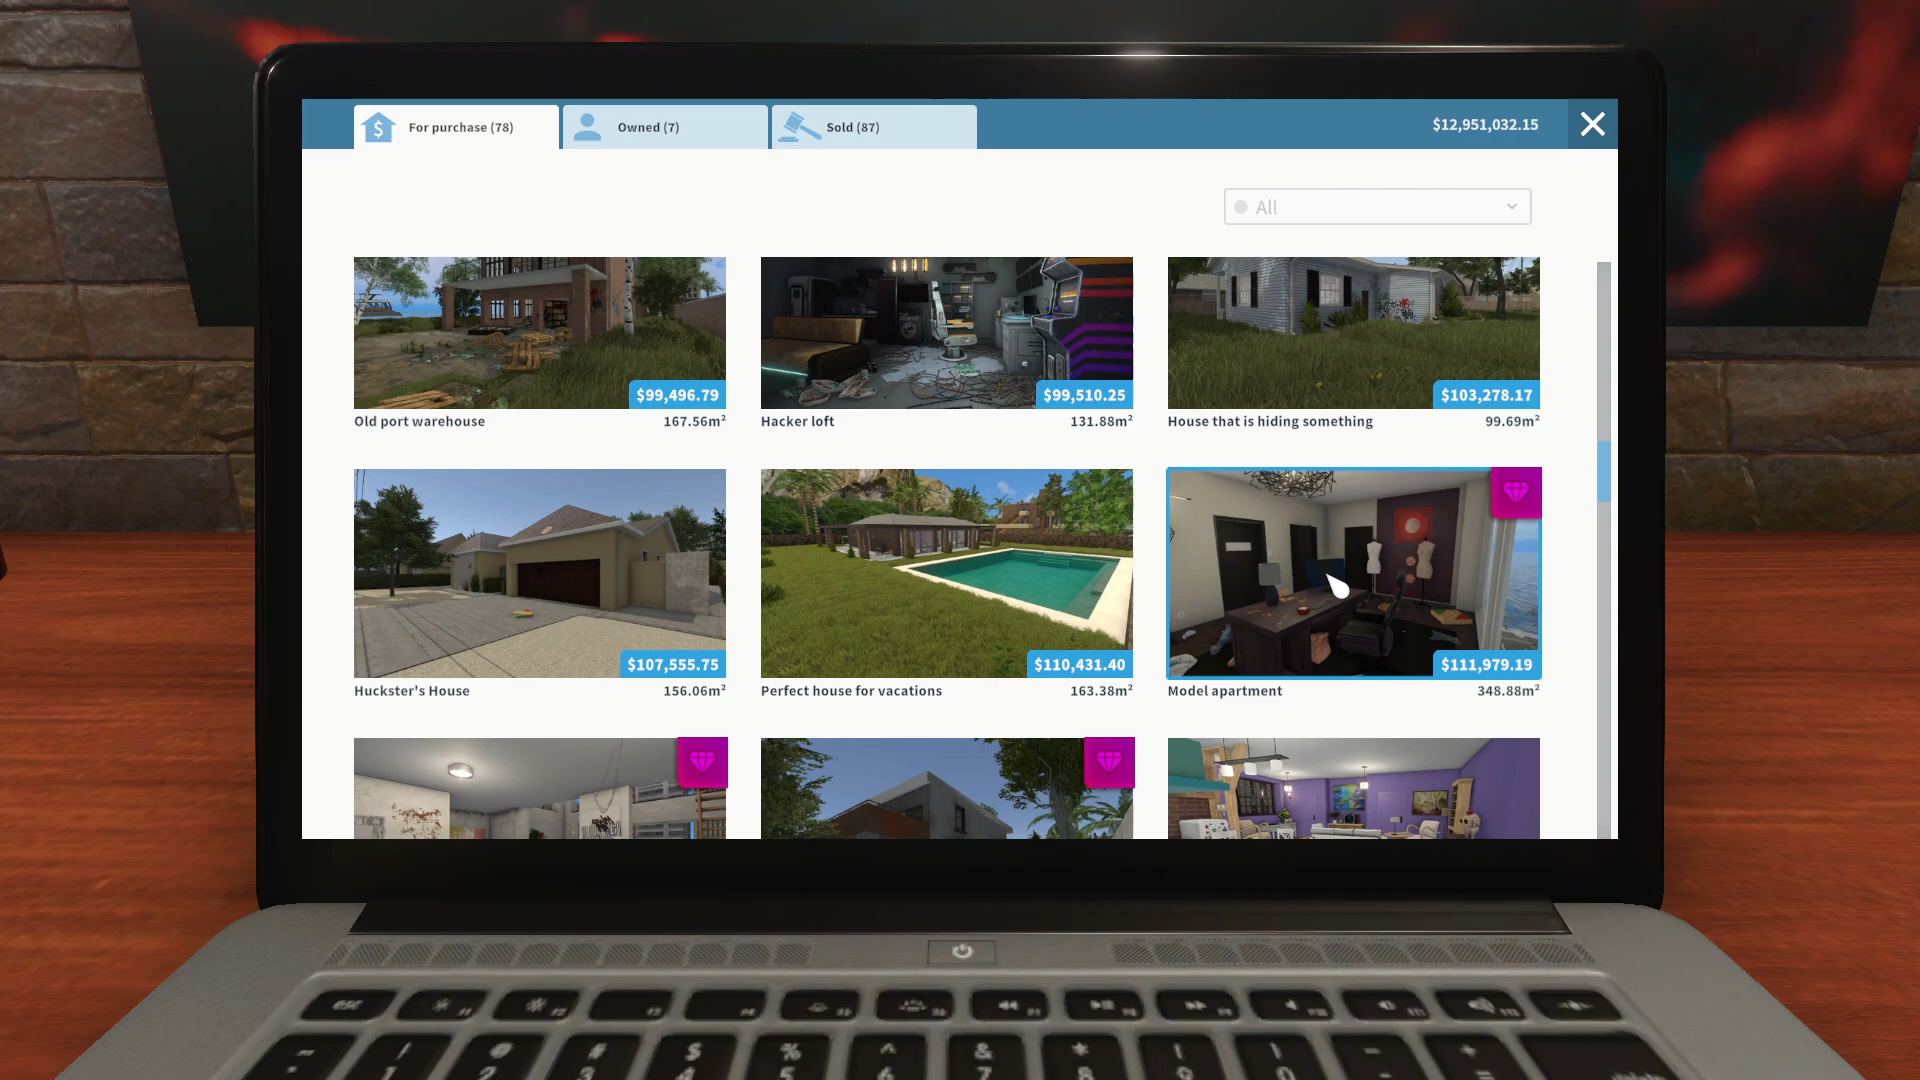 For purchase (78)
Owned (7)
Sold (87)
$12,951,032.15
All
$99,496.79
$99,510.25
$103,278.17
Old port warehouse
167.56m²
Hacker loft
131.88m²
House that is hiding something
99.69m²
$107,555.75
$110,431.40
$111,979.19
Huckster's House
156.06m²
Perfect house for vacations
163.38m²
Model apartment
348.88m²
esc